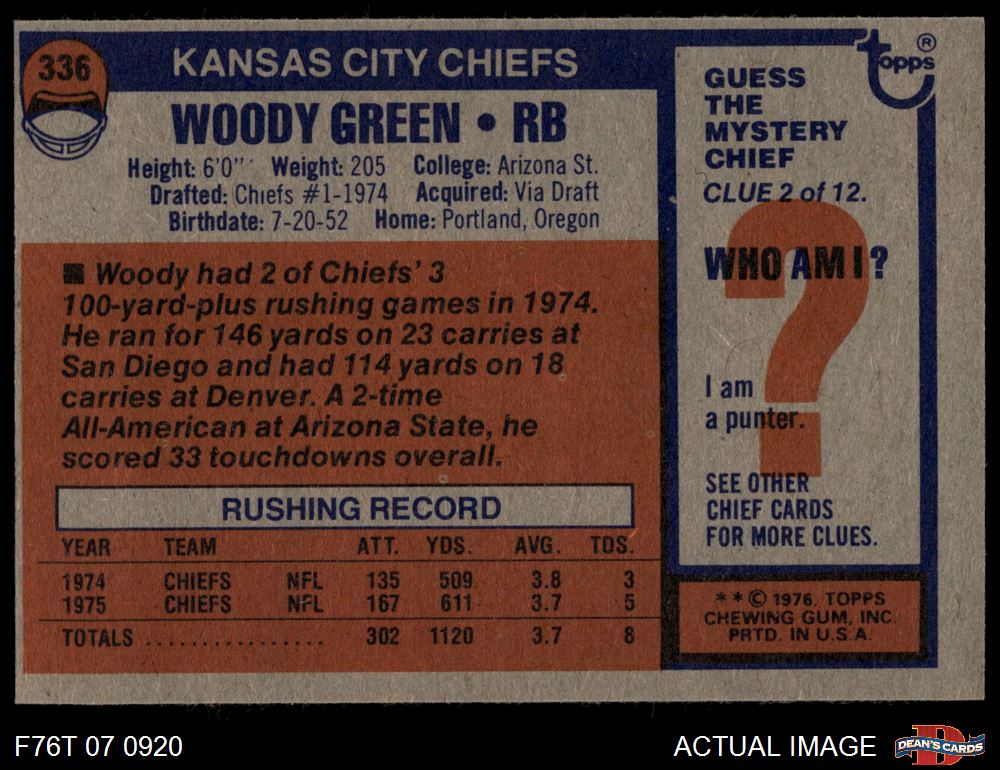 336
KANSAS CITY CHIEFS
WOODY GREEN • RB
Height: 6'0" Weight: 205 College: Arizona St.
Drafted: Chiefs #1-1974 Acquired: Via Draft
Birthdate: 7-20-52 Home: Portland, Oregon
■ Woody had 2 of Chiefs' 3
100-yard-plus rushing games in 1974.
He ran for 146 yards on 23 carries at
San Diego and had 114 yards on 18
carries at Denver. A 2-time
All-American at Arizona State, he
scored 33 touchdowns overall.
RUSHING RECORD
YEAR TEAM ATT. YDS. AVG. TDS.
1974 CHIEFS NFL 135 509 3.8 3
1975 CHIEFS NFL 167 611 3.7 5
TOTALS ................. 302 1120 3.7 8
topps ®
GUESS
THE
MYSTERY
CHIEF
CLUE 2 of 12.
WHO AM I?
?
I am
a punter.
SEE OTHER
CHIEF CARDS
FOR MORE CLUES.
**© 1976, TOPPS
CHEWING GUM, INC.
PRTD. IN U.S.A.
F76T 07 0920
ACTUAL IMAGE
D
DEAN'S CARDS